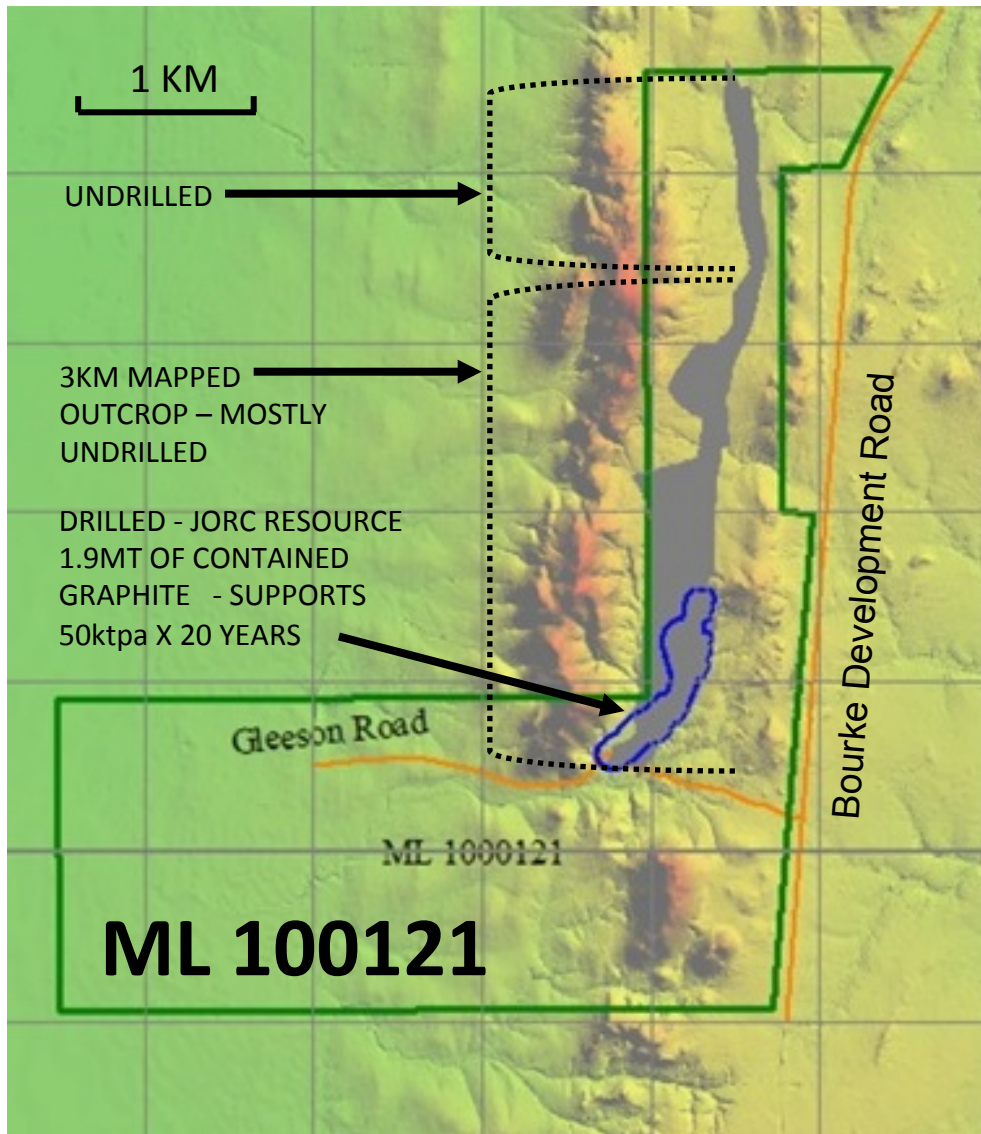 1 KM
UNDRILLED
3KM MAPPED
OUTCROP – MOSTLY
UNDRILLED
DRILLED - JORC RESOURCE
1.9MT OF CONTAINED
GRAPHITE - SUPPORTS
50ktpa X 20 YEARS
Bourke Development Road
Gleeson Road
ML 1000121
ML 100121